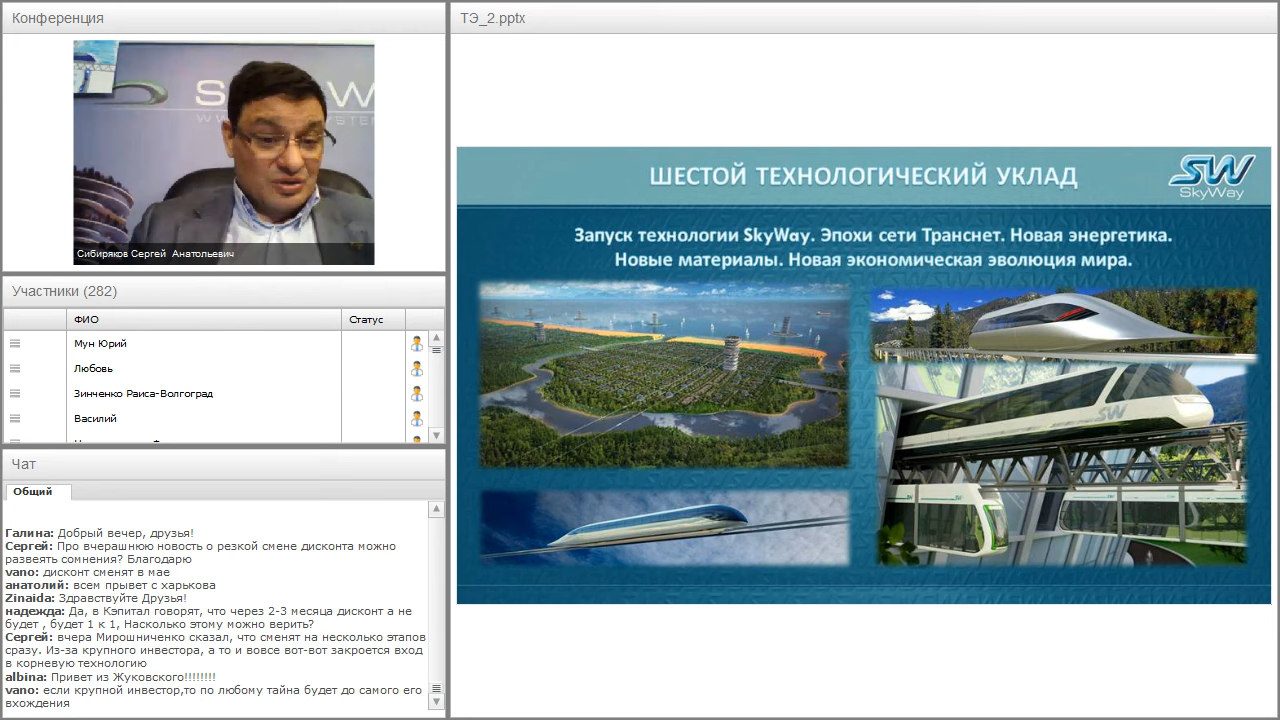 Конференция
SKYW
Сибиряков Сергей Анатольевич
Участники (282)
ФИО
Статус
Мун Юрий
Любовь
Зинченко Раиса-Волгоград
Василий
Чат
Общий
Галина: Добрый вечер, друзья!
Сергей: Про вчерашнюю новость о резкой смене дисконта можно
развеять сомнения? Благодарю
vano: дисконт сменят в мае
анатолий: всем прывет с харькова
Zinaida: Здравствуйте Друзья!
надежда: Да, в Кэпитал говорят, что через 2-3 месяца дисконт а не
будет , будет 1 к 1, Насколько этому можно верить?
Сергей: вчера Мирошниченко сказал, что сменят на несколько этапов
сразу. Из-за крупного инвестора, а то и вовсе вот-вот закроется вход
в корневую технологию
albina: Привет из Жуковского!!!!!!!!
vano: если крупной инвестор,то по любому тайна будет до самого его
вхождения
ТЭ_2.pptx
ШЕСТОЙ ТЕХНОЛОГИЧЕСКИЙ УКЛАД
SW
SkyWay
Запуск технологии SkyWay. Эпохи сети Транснет. Новая энергетика.
Новые материалы. Новая экономическая эволюция мира.
SW